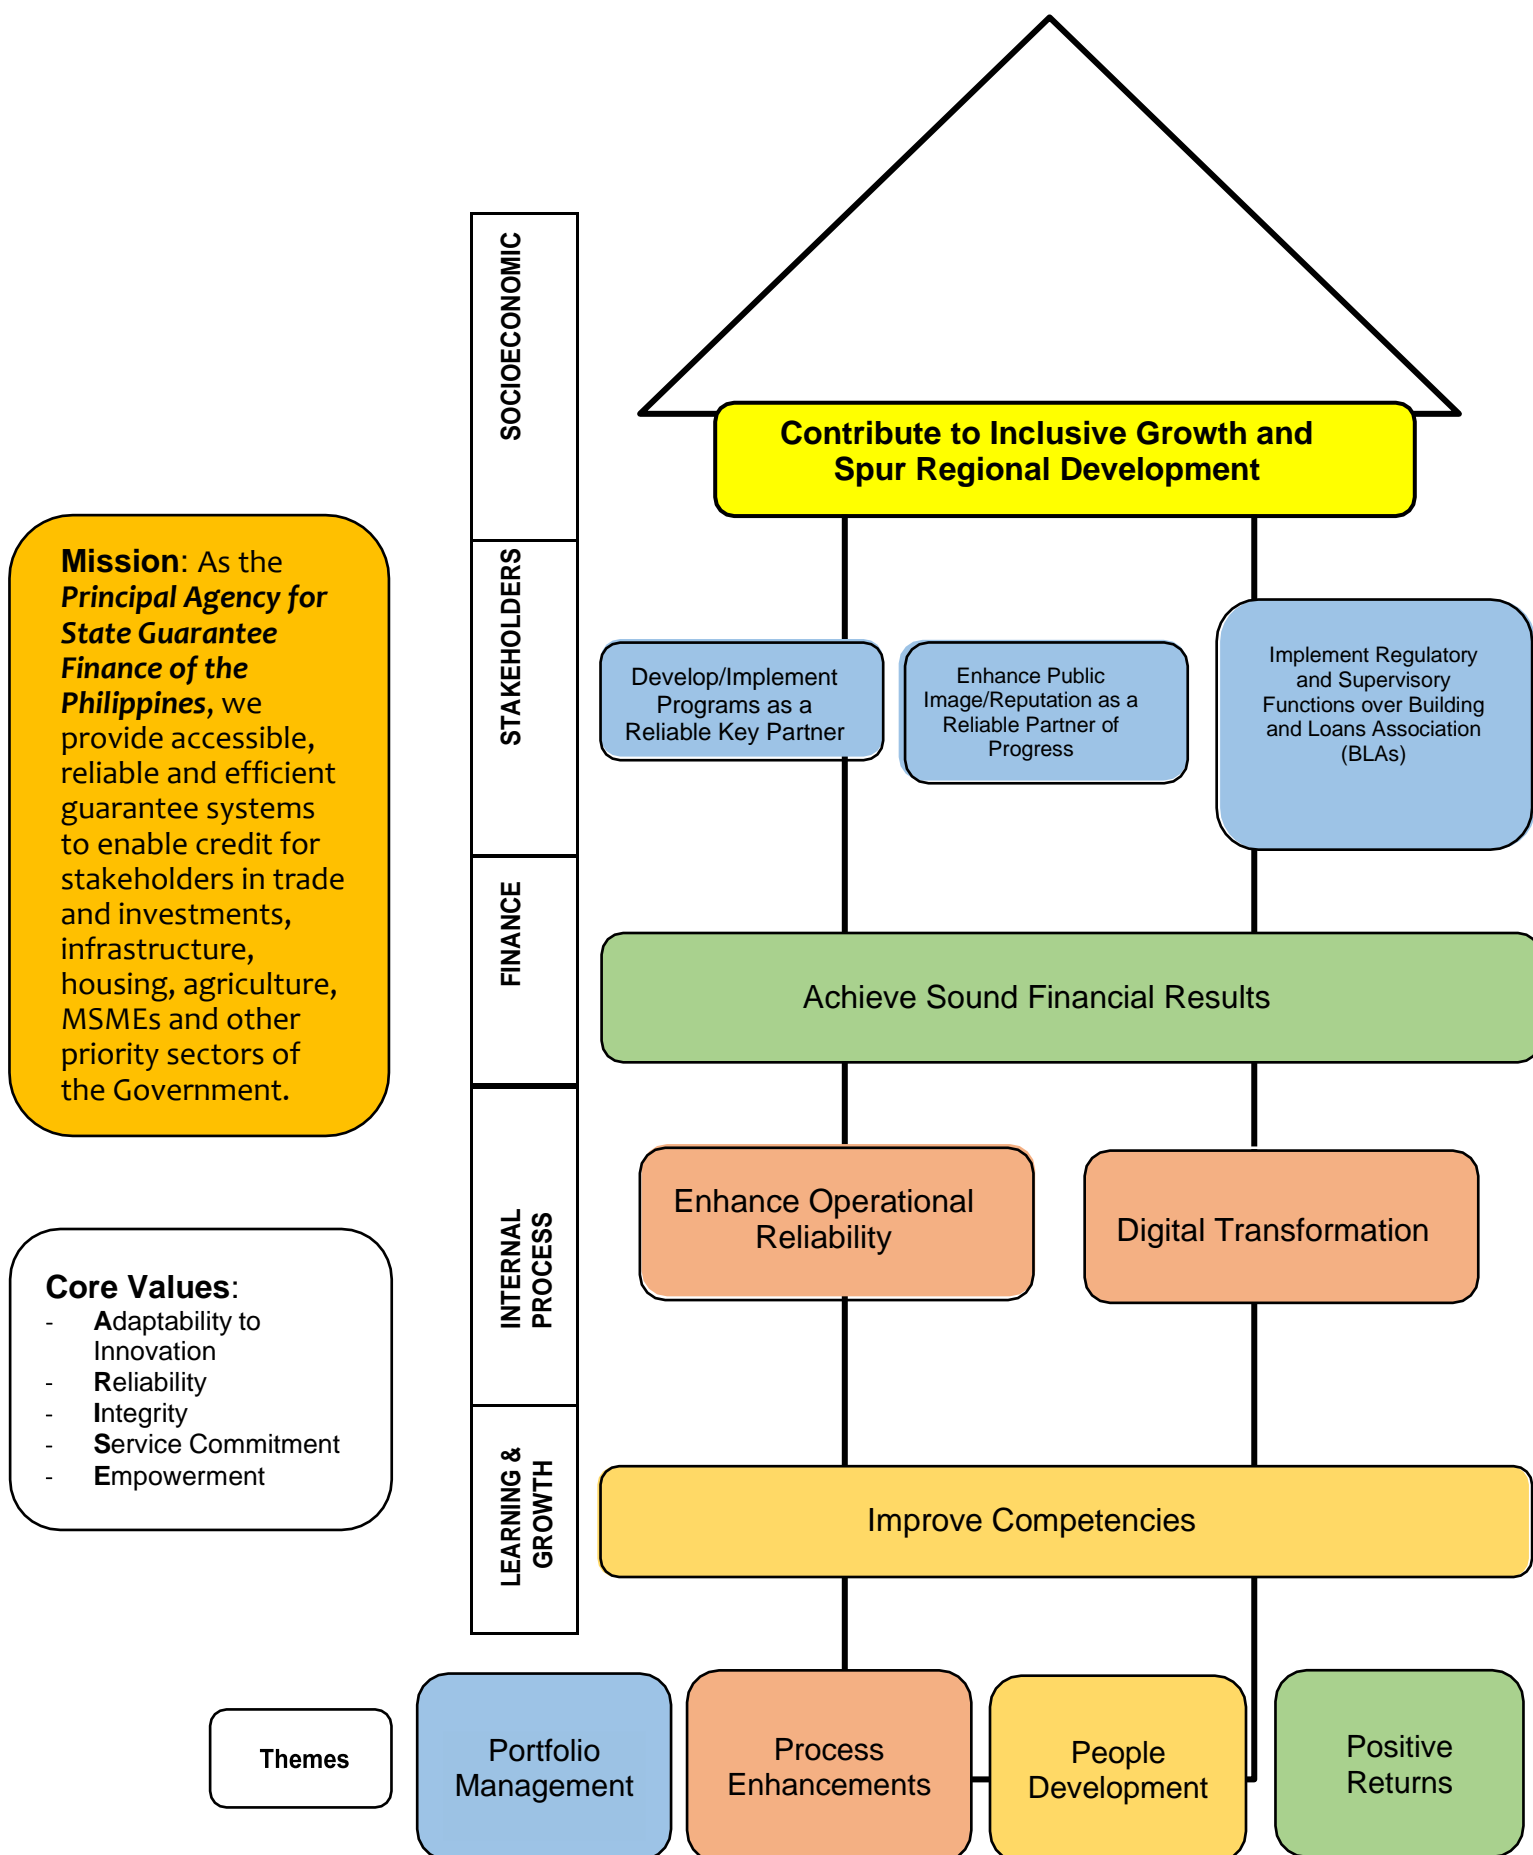 SOCIOECONOMIC
Contribute to Inclusive Growth and
Spur Regional Development
Mission: As the
Principal Agency for
State Guarantee
Finance of the
Philippines, we
provide accessible,
reliable and efficient
guarantee systems
to enable credit for
stakeholders in trade
and investments,
infrastructure,
housing, agriculture,
MSMEs and other
priority sectors of
the Government.
STAKEHOLDERS
Develop/Implement
Programs as a
Reliable Key Partner
Enhance Public
Image/Reputation as a
Reliable Partner of
Progress
Implement Regulatory
and Supervisory
Functions over Building
and Loans Association
(BLAs)
FINANCE
Achieve Sound Financial Results
INTERNAL
PROCESS
Enhance Operational
Reliability
Digital Transformation
Core Values:
- Adaptability to
Innovation
- Reliability
- Integrity
- Service Commitment
- Empowerment
LEARNING &
GROWTH
Improve Competencies
Themes
Portfolio
Management
Process
Enhancements
People
Development
Positive
Returns